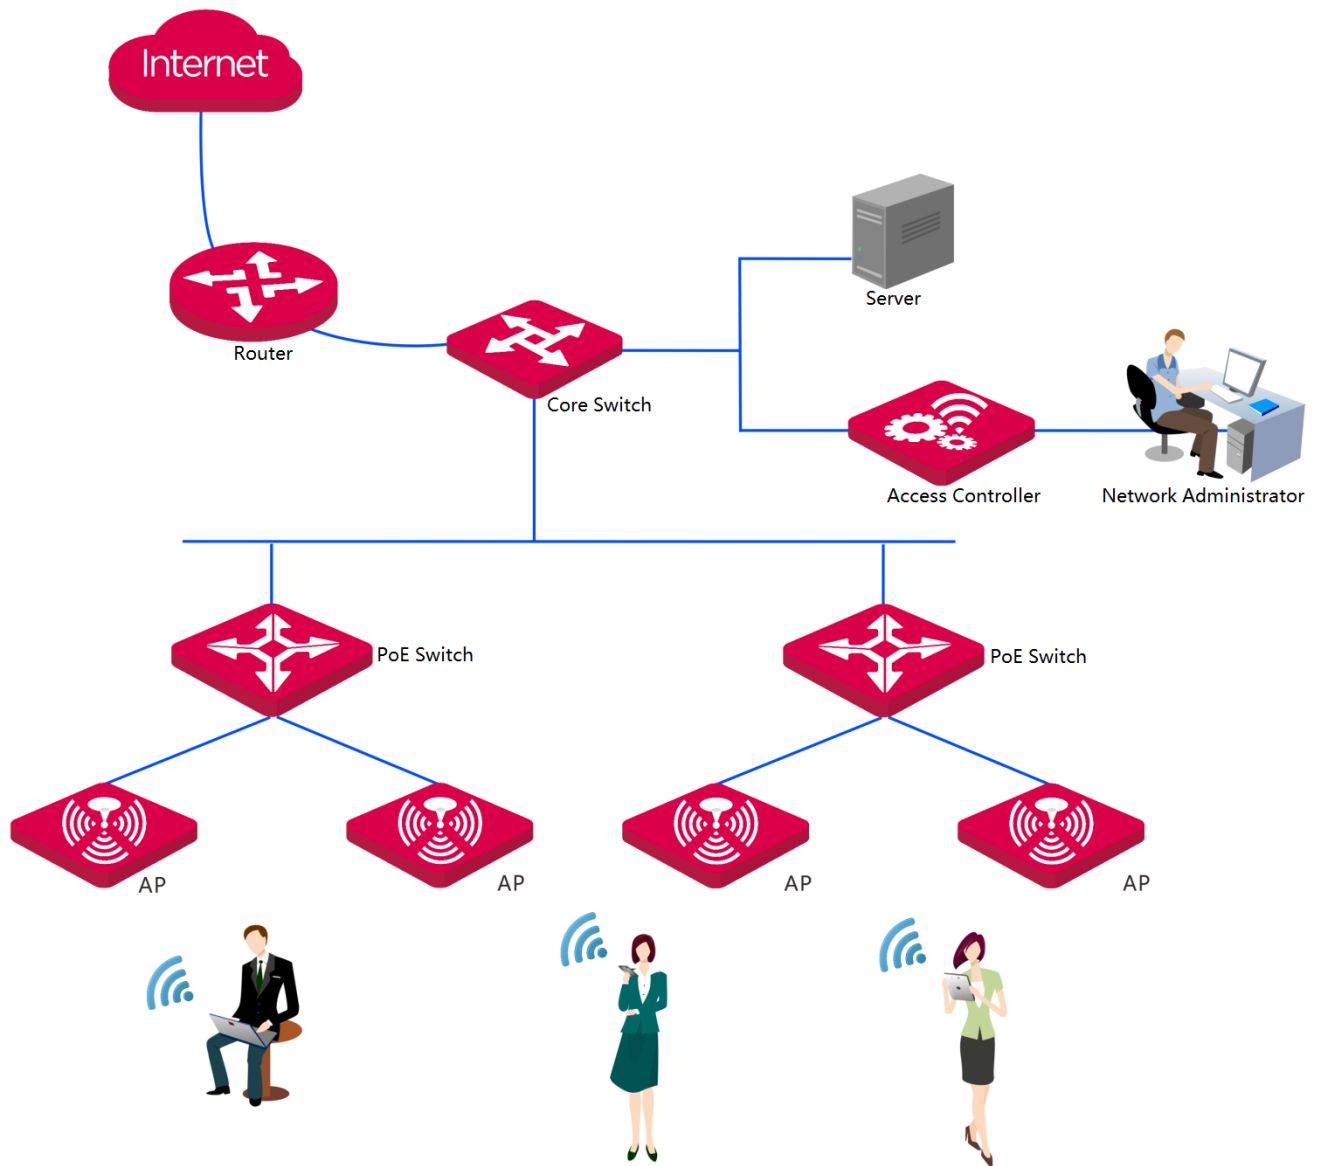 Internet
Server
Router
Core Switch
Access Controller
Network Administrator
PoE Switch
PoE Switch
AP
AP
AP
AP